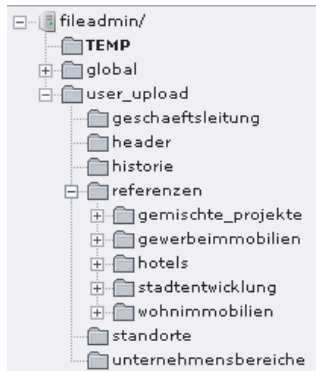 fileadmin/
TEMP
global
user_upload
geschaeftsleitung
header
historie
referenzen
gemischte_projekte
gewerbeimmobilien
hotels
stadtentwicklung
wohnimmobilien
standorte
unternehmensbereiche